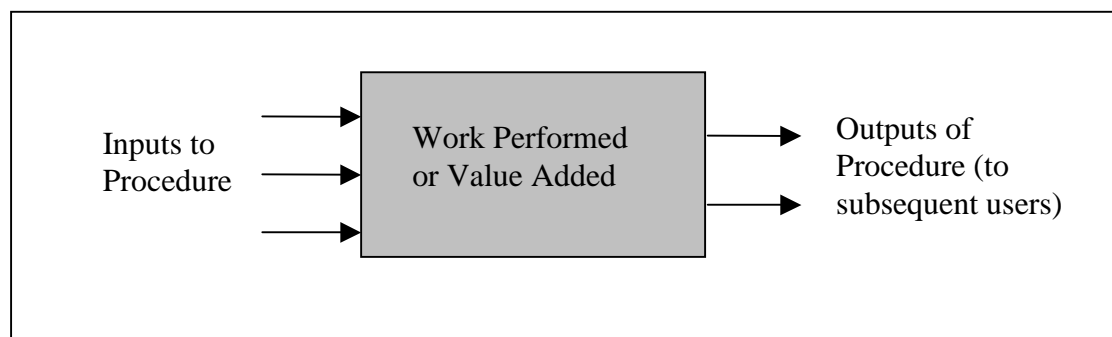 Inputs to
Procedure
Work Performed
or Value Added
Outputs of
Procedure (to
subsequent users)